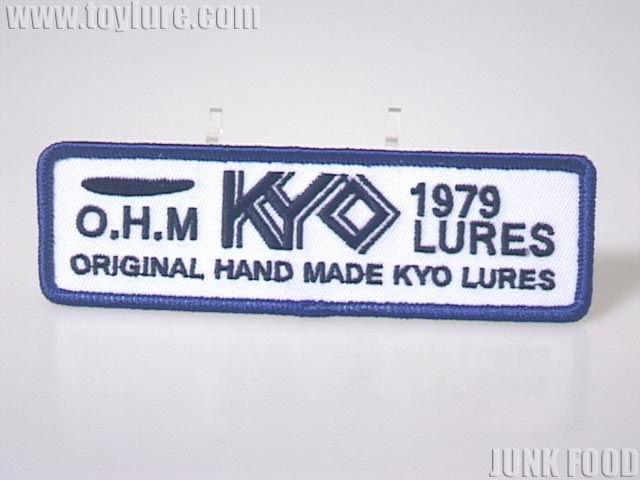 www.toylure.com
O.H.M KYO 1979 LURES
ORIGINAL HAND MADE KYO LURES
JUNK FOOD